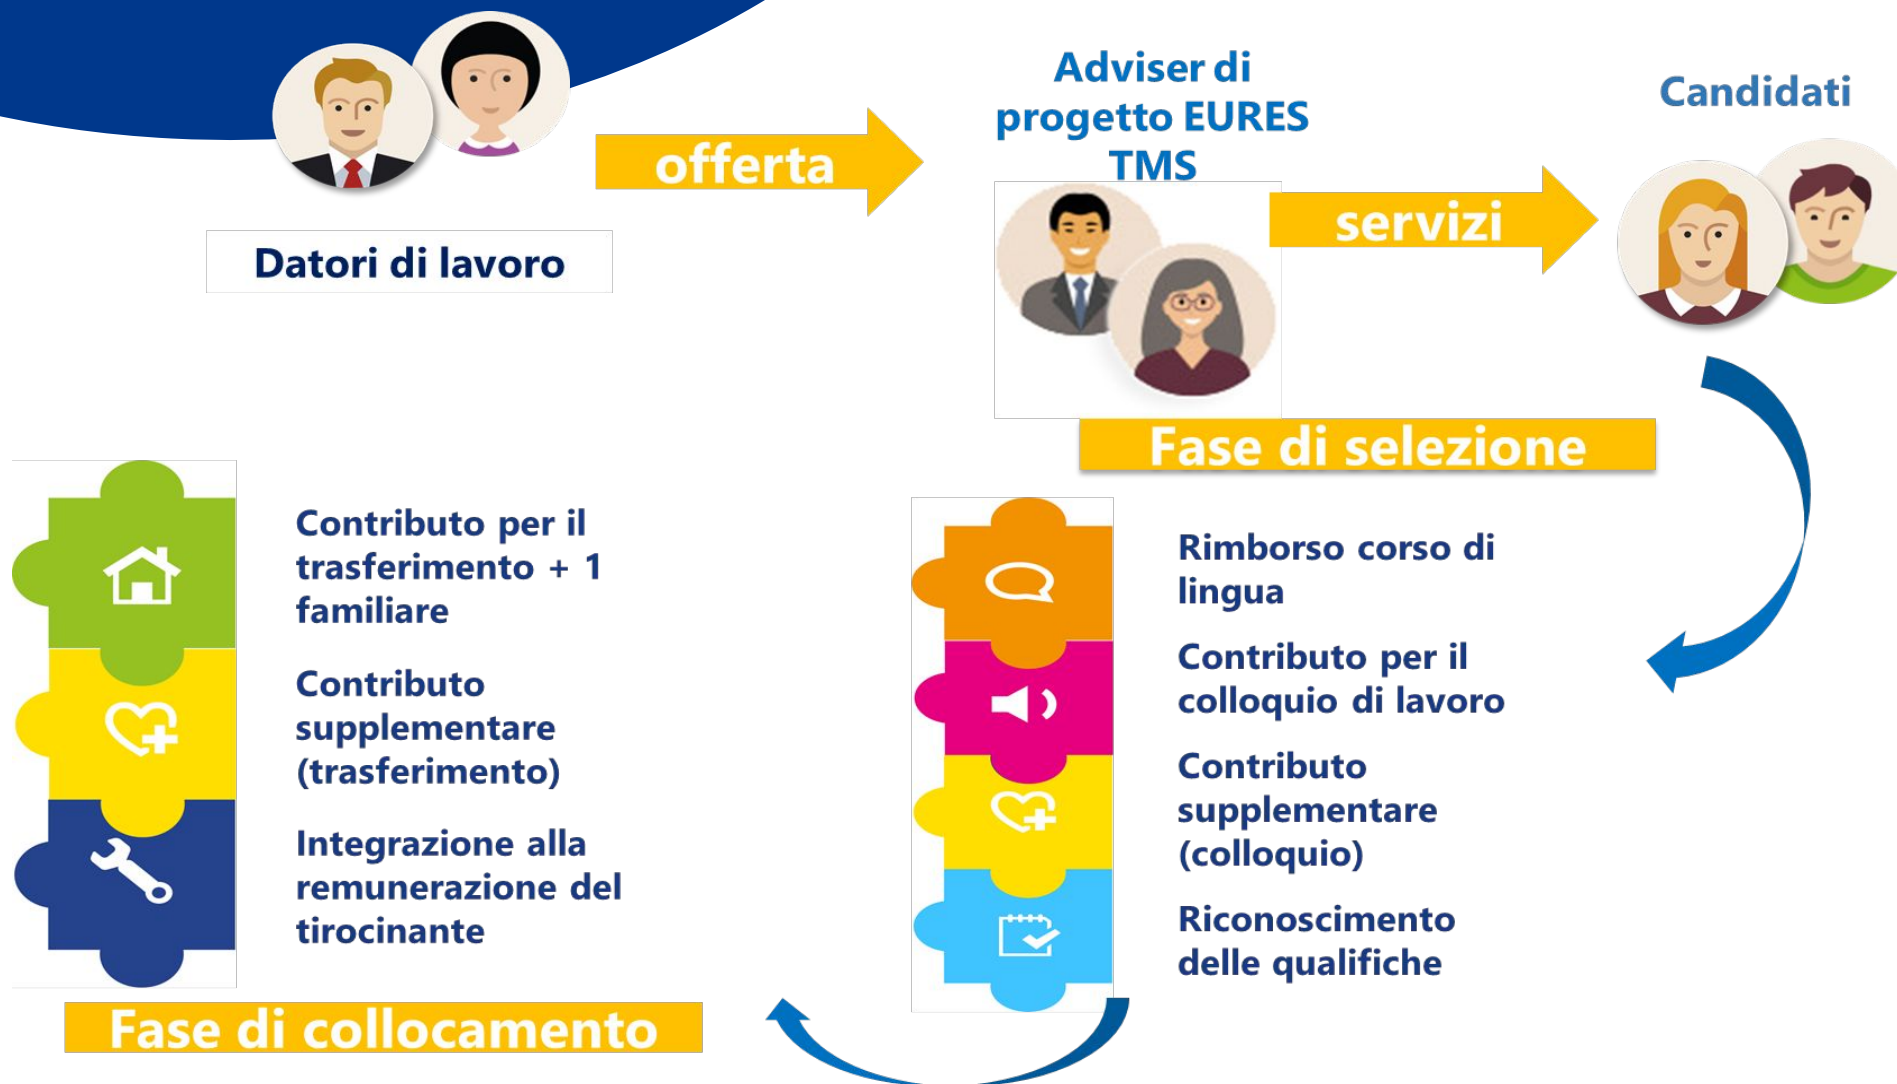 Datori di lavoro
offerta
Adviser di
progetto EURES
TMS
servizi
Candidati
Fase di selezione
Rimborso corso di
lingua
Contributo per il
colloquio di lavoro
Contributo
supplementare
(colloquio)
Riconoscimento
delle qualifiche
Contributo per il
trasferimento + 1
familiare
Contributo
supplementare
(trasferimento)
Integrazione alla
remunerazione del
tirocinante
Fase di collocamento